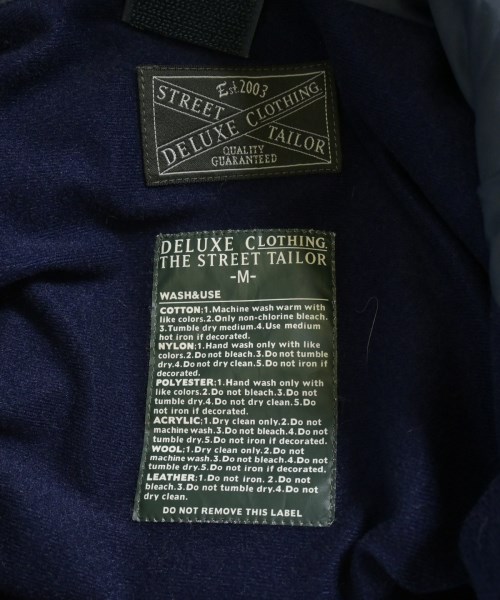 Est.2003
STREET CLOTHING
DELUXE TAILOR
QUALITY
GUARANTEED
DELUXE CLOTHING.
THE STREET TAILOR
-M-
WASH&USE
COTTON:1.Machine wash warm with
like colors.2.Only non-chlorine bleach.
3.Tumble dry medium.4.Use medium
hot iron if decorated.
NYLON:1.Hand wash only with like
colors.2.Do not bleach.3.Do not tumble
dry.4.Do not dry clean.5.Do not iron if
decorated.
POLYESTER:1.Hand wash only with
like colors.2.Do not bleach.3.Do not
tumble dry.4.Do not dry clean.5.Do
not iron if decorated.
ACRYLIC:1.Dry clean only.2.Do not
machine wash.3.Do not bleach.4.Do not
tumble dry.5.Do not iron if decorated.
WOOL:1.Dry clean only.2.Do not
machine wash.3.Do not bleach.4.Do not
tumble dry.5.Do not iron if decorated.
LEATHER:1.Do not iron. 2.Do not
bleach.3.Do not tumble dry.4.Do not
dry clean.
DO NOT REMOVE THIS LABEL